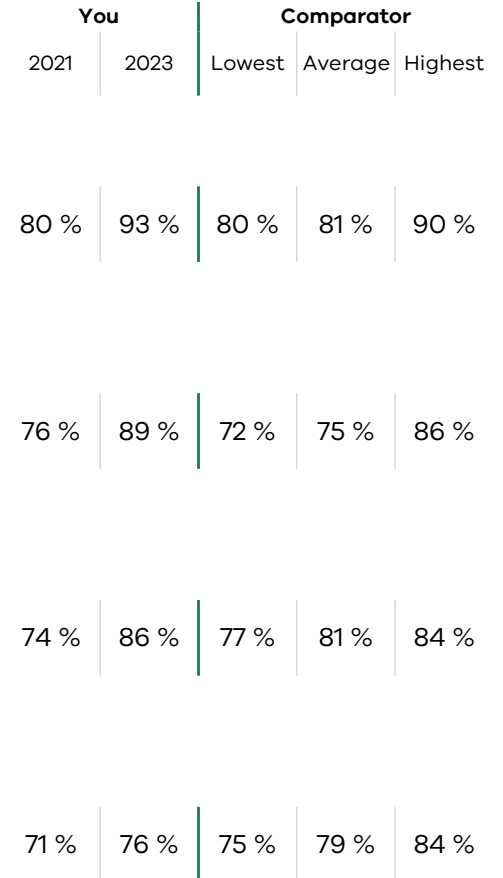 You Comparator
2021 2023 Lowest Average Highest
80 % 93 % 80 % 81 % 90 %
76 % 89 % 72 % 75 % 86 %
74 % 86 % 77 % 81 % 84 %
71 % 76 % 75 % 79 % 84 %